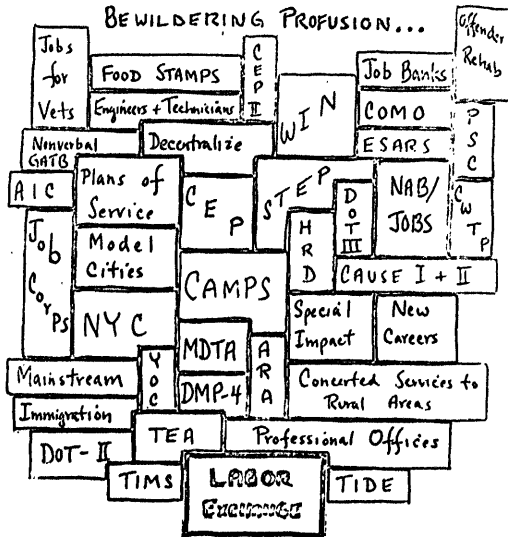 BEWILDERING PROFUSION...
Jobs
for
Vets
FOOD STAMPS
CEP II
Engineers + Technicians
WIN
Job Banks
Offender
Rehab
COMO
ESARS
PSC
Nonverbal
GATB
Decentralize
AIC
Plans of
Service
CEP
STEP
DOT III
NAB/
JOBS
CWTP
Job Corps
Model
Cities
HRD
CAUSE I + II
CAMPS
NYC
Special
Impact
New
Careers
MDTA
ARA
YOC
Mainstream
DMP-4
Concerted Services to
Rural Areas
Immigration
TEA
Professional Offices
DOT-II
TIMS
LABOR
EXCHANGE
TIDE